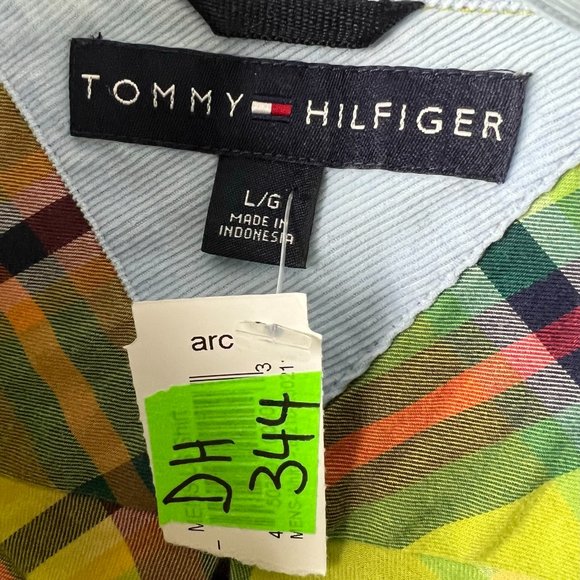 TOMMY HILFIGER
L/G
MADE IN
INDONESIA
arc
DH
344